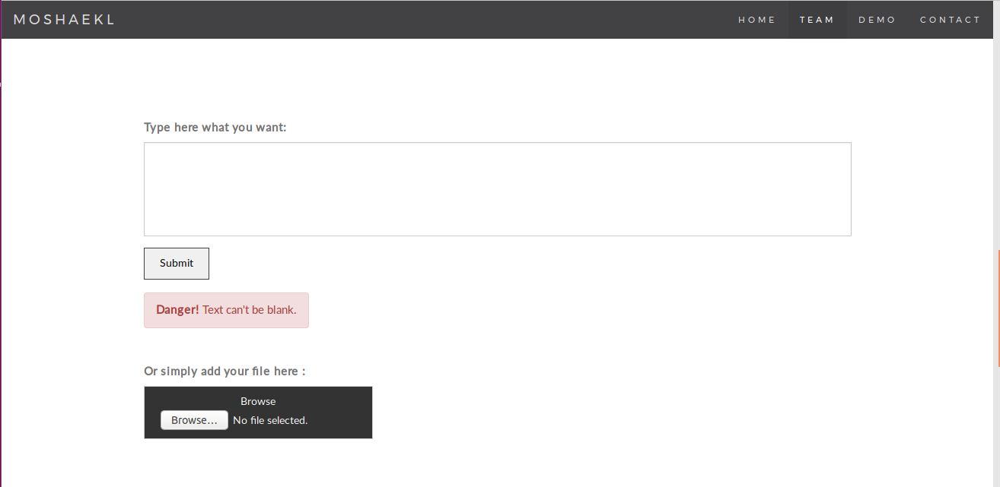 MOSHAEKL HOME TEAM DEMO CONTACT
Type here what you want:
Submit
Danger! Text can't be blank.
Or simply add your file here :
Browse
Browse... No file selected.